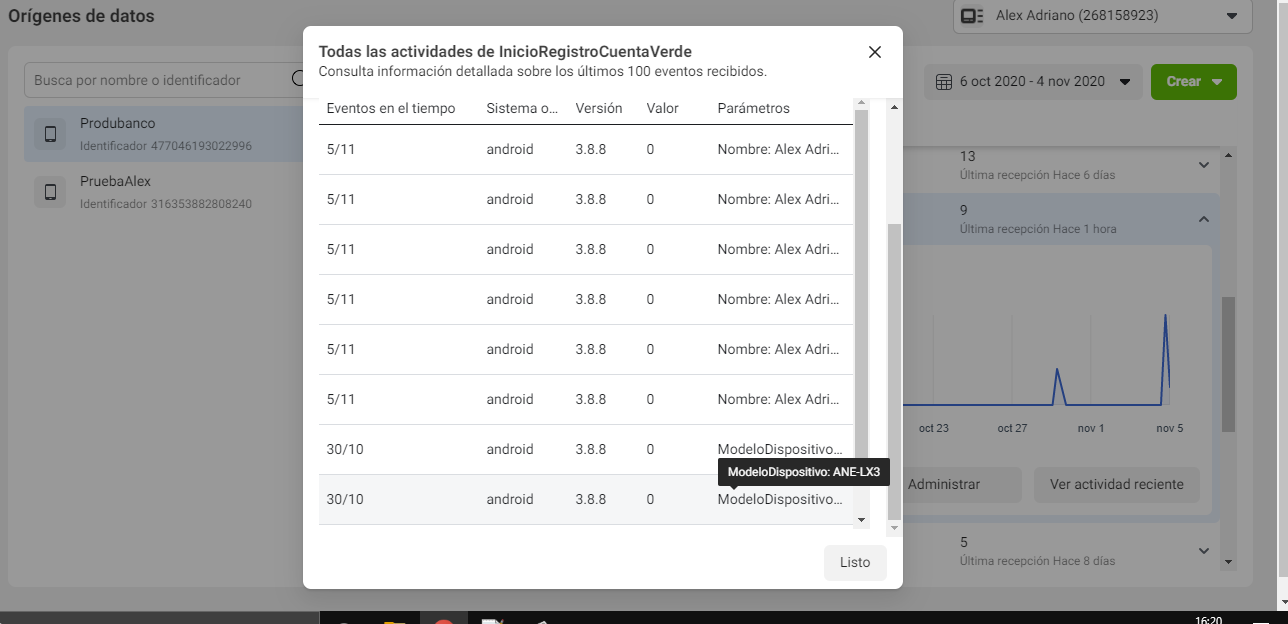 Orígenes de datos
Alex Adriano (268158923)
Busca por nombre o identificador
Produbanco
Identificador 477046193022996
PruebaAlex
Identificador 316353882808240
Todas las actividades de InicioRegistroCuentaVerde
Consulta información detallada sobre los últimos 100 eventos recibidos.
Eventos en el tiempo Sistema o... Versión Valor Parámetros
5/11 android 3.8.8 0 Nombre: Alex Adri...
5/11 android 3.8.8 0 Nombre: Alex Adri...
5/11 android 3.8.8 0 Nombre: Alex Adri...
5/11 android 3.8.8 0 Nombre: Alex Adri...
5/11 android 3.8.8 0 Nombre: Alex Adri...
5/11 android 3.8.8 0 Nombre: Alex Adri...
30/10 android 3.8.8 0 ModeloDispositivo...
ModeloDispositivo: ANE-LX3
30/10 android 3.8.8 0 ModeloDispositivo...
Listo
6 oct 2020 - 4 nov 2020
Crear
13
Última recepción Hace 6 días
9
Última recepción Hace 1 hora
oct 23 oct 27 nov 1 nov 5
Administrar
Ver actividad reciente
5
Última recepción Hace 8 días
16:20